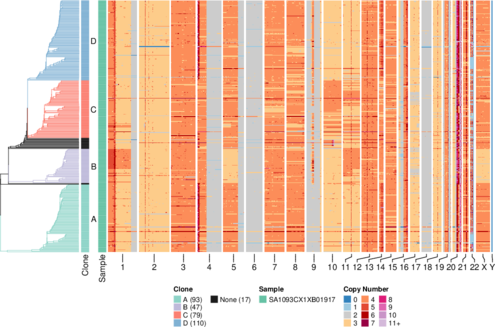 D
C
B
A
Clone
Sample
1 2 3 4 5 6 7 8 9 10 11 12 13 14 15 16 17 18 19 20 21 22 X Y
Clone
A (93)
B (47)
C (79)
D (110)
None (17)
Sample
SA1093CX1XB01917
Copy Number
0 4 8
1 5 9
2 6 10
3 7 11+